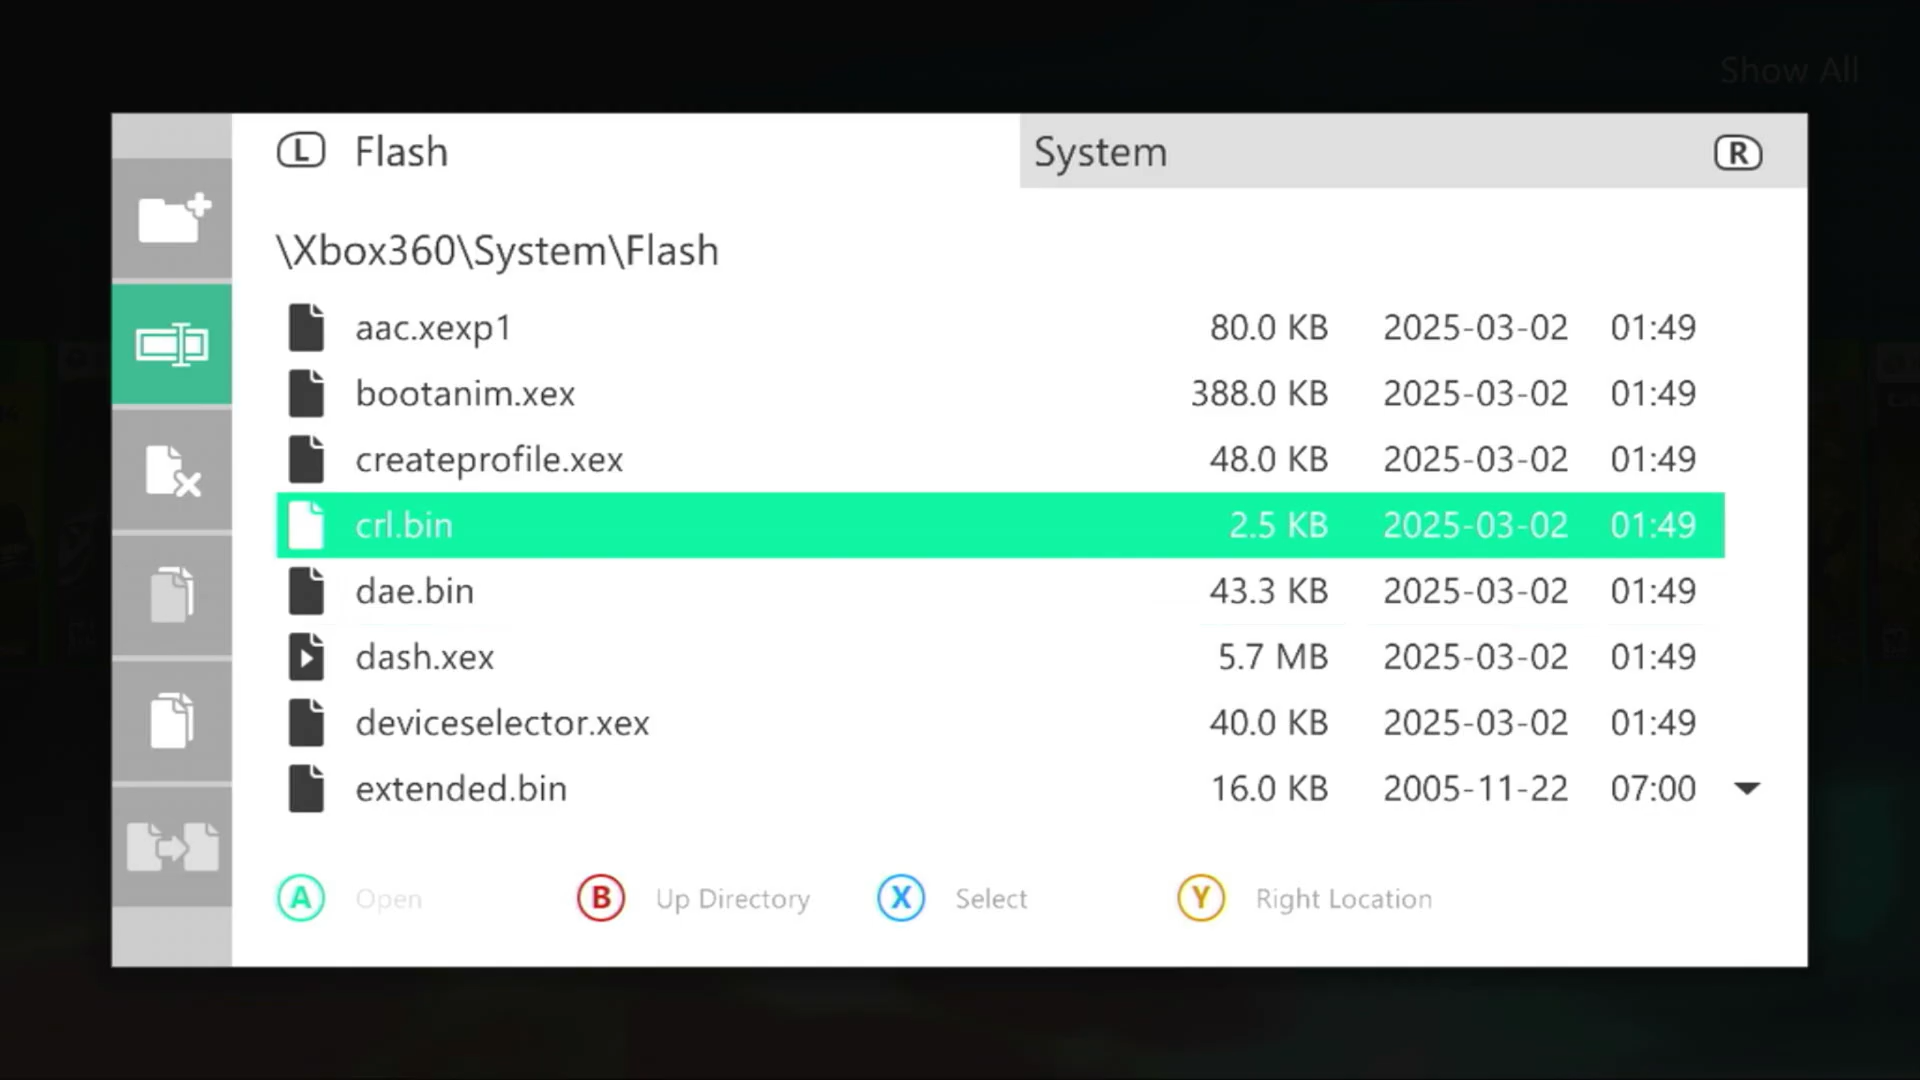 Show All
L Flash
System R
\Xbox360\System\Flash
aac.xexp1 80.0 KB 2025-03-02 01:49
bootanim.xex 388.0 KB 2025-03-02 01:49
createprofile.xex 48.0 KB 2025-03-02 01:49
crl.bin 2.5 KB 2025-03-02 01:49
dae.bin 43.3 KB 2025-03-02 01:49
dash.xex 5.7 MB 2025-03-02 01:49
deviceselector.xex 40.0 KB 2025-03-02 01:49
extended.bin 16.0 KB 2005-11-22 07:00
A Open B Up Directory X Select Y Right Location